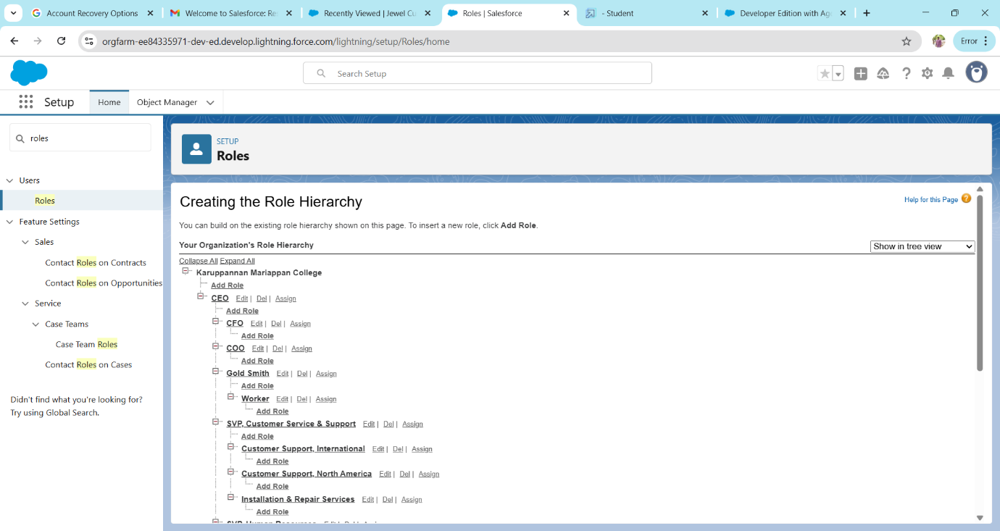 Account Recovery Options
Welcome to Salesforce: Re
Recently Viewed | Jewel Cu
Roles | Salesforce
- Student
Developer Edition with Ag
orgfarm-ee84335971-dev-ed.develop.lightning.force.com/lightning/setup/Roles/home
Error
Search Setup
Setup
Home
Object Manager
roles
Users
Roles
Feature Settings
Sales
Contact Roles on Contracts
Contact Roles on Opportunities
Service
Case Teams
Case Team Roles
Contact Roles on Cases
Didn't find what you're looking for?
Try using Global Search.
SETUP
Roles
Creating the Role Hierarchy
Help for this Page
You can build on the existing role hierarchy shown on this page. To insert a new role, click Add Role.
Your Organization's Role Hierarchy
Show in tree view
Collapse All Expand All
Karuppannan Mariappan College
Add Role
CEO Edit | Del | Assign
Add Role
CFO Edit | Del | Assign
Add Role
COO Edit | Del | Assign
Add Role
Gold Smith Edit | Del | Assign
Add Role
Worker Edit | Del | Assign
Add Role
SVP, Customer Service & Support Edit | Del | Assign
Add Role
Customer Support, International Edit | Del | Assign
Add Role
Customer Support, North America Edit | Del | Assign
Add Role
Installation & Repair Services Edit | Del | Assign
Add Role
SVP, Human Resources Edit | Del | Assign